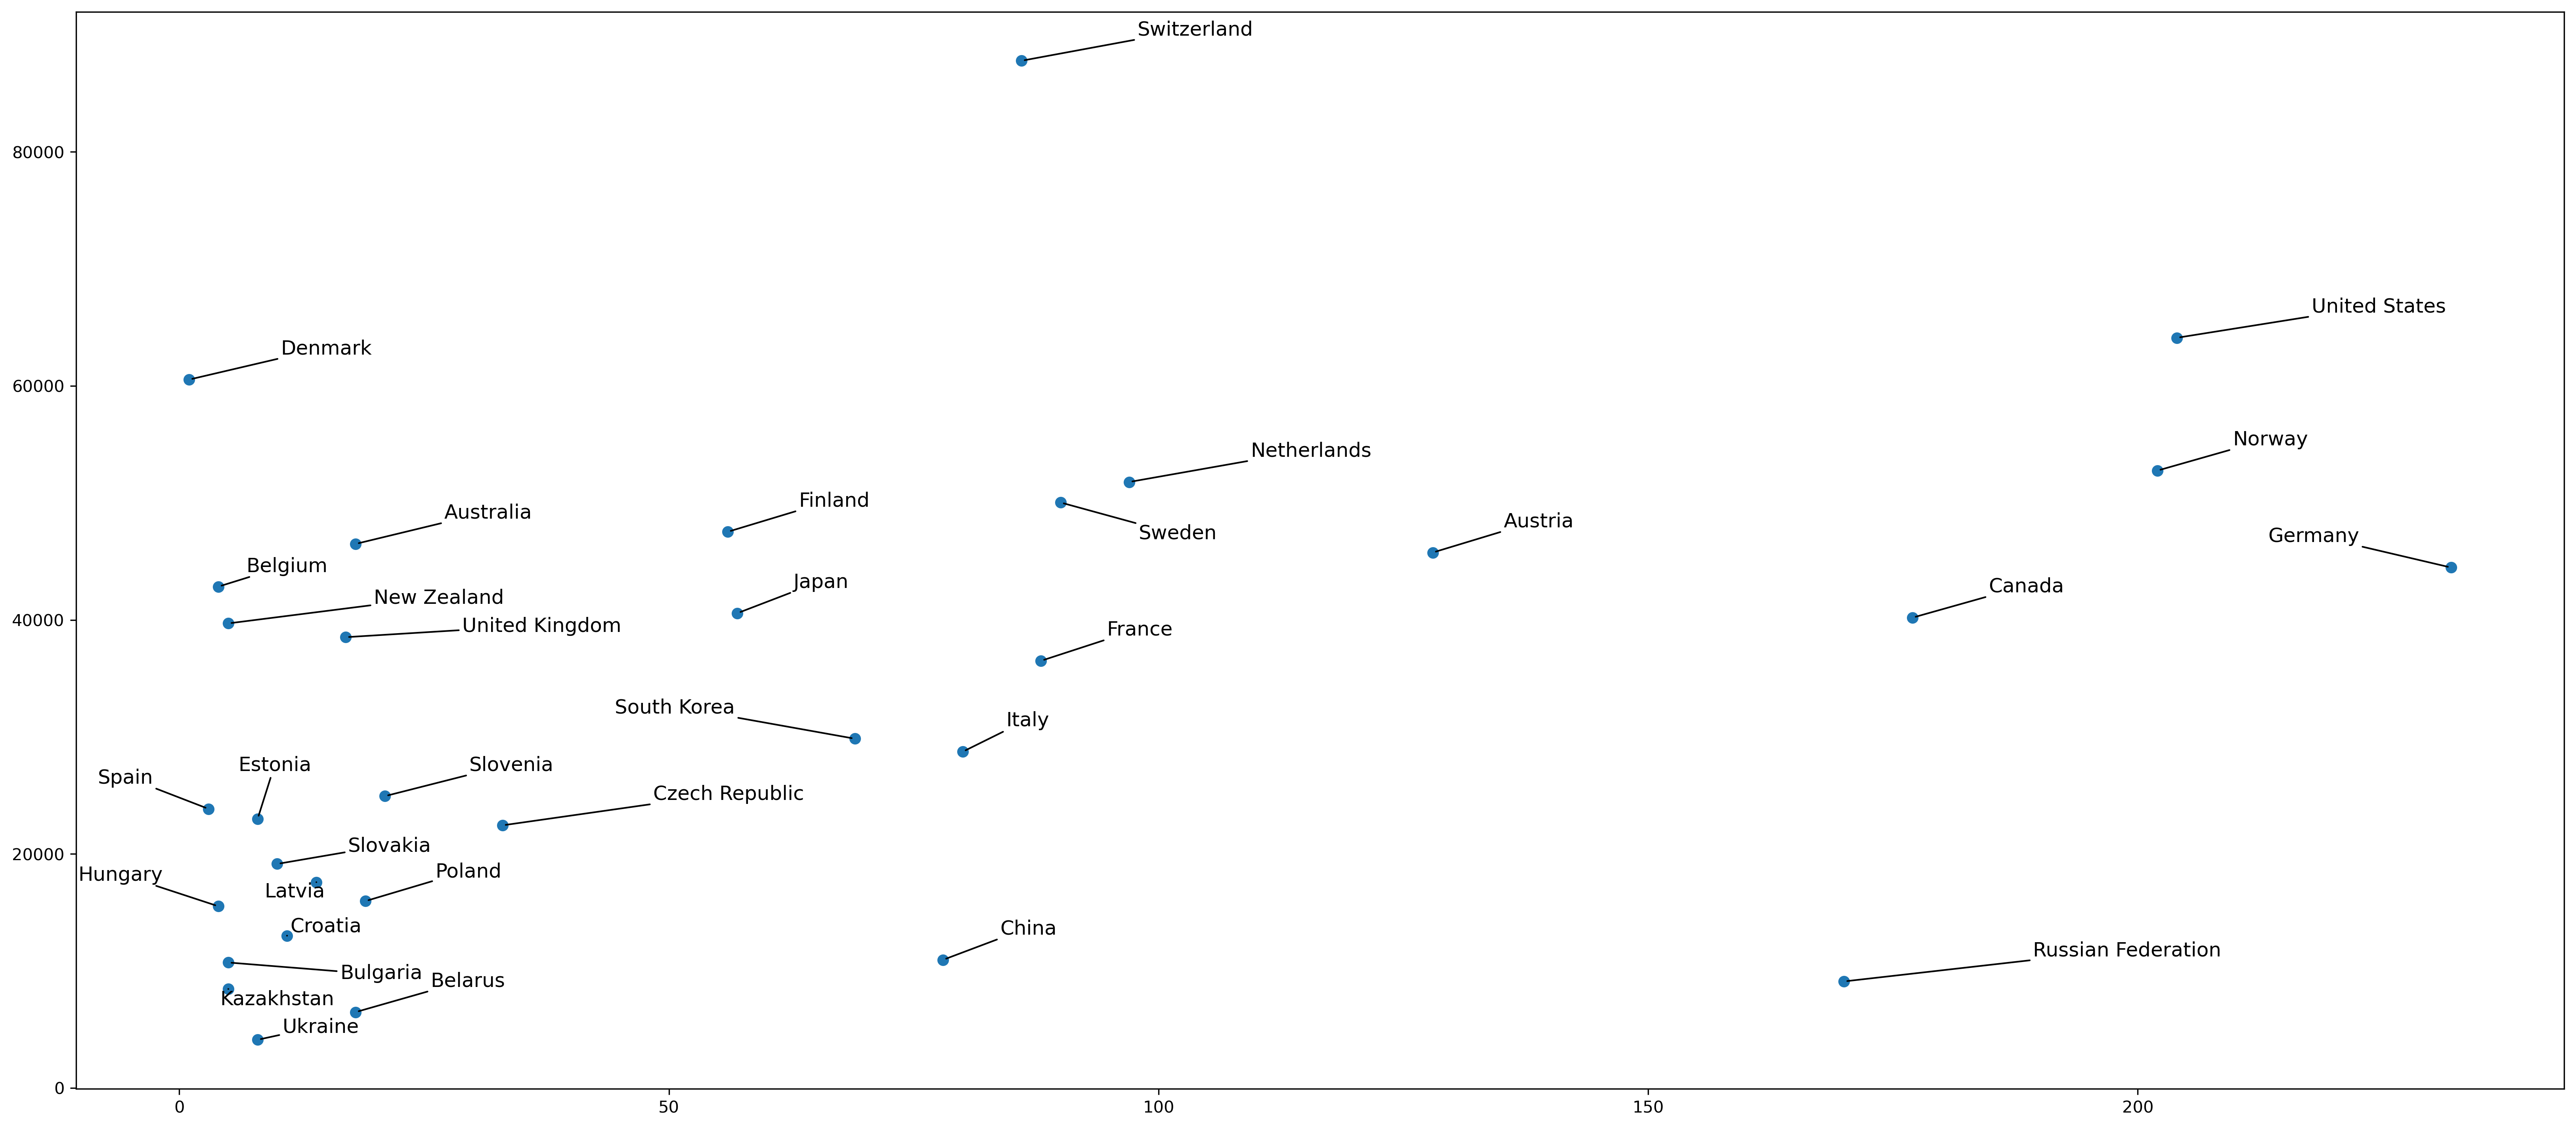 Switzerland
80000
United States
Denmark
60000
Norway
Netherlands
Finland
Australia
Austria
Sweden
Germany
Belgium
Japan
Canada
New Zealand
40000
United Kingdom
France
South Korea
Italy
Estonia
Slovenia
Spain
Czech Republic
Slovakia
20000
Poland
Hungary
Latvia
Croatia
China
Russian Federation
Bulgaria
Belarus
Kazakhstan
Ukraine
0
0 50 100 150 200